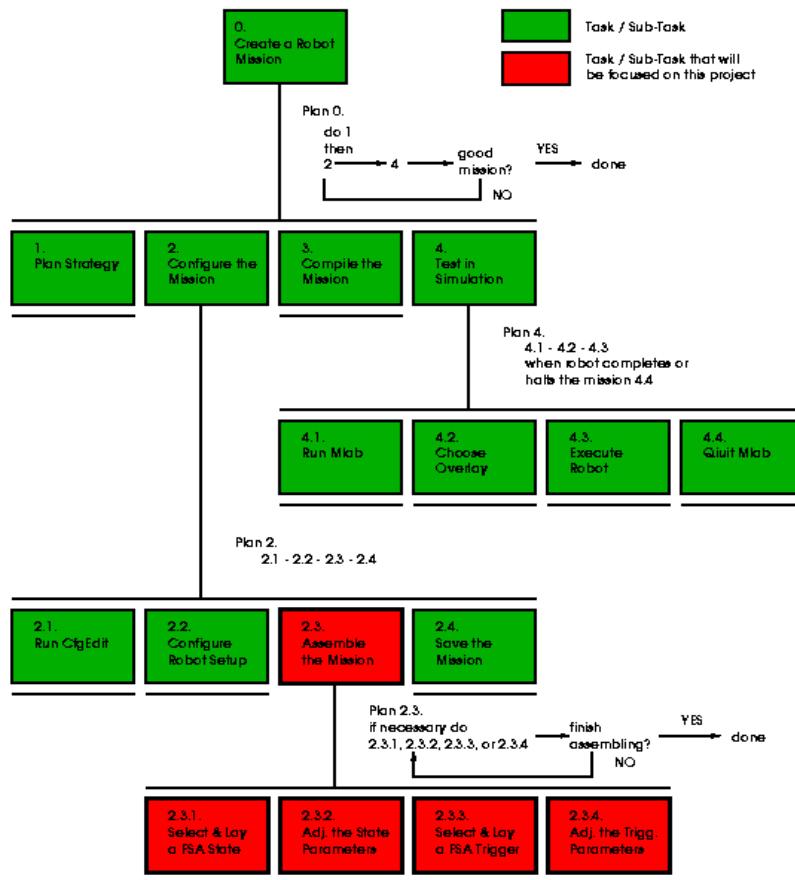 0.
Create a Robot
Mission
Task / Sub-Task
Task / Sub-Task that will
be focused on this project
Plan 0.
do 1
then
2
4
good
mission?
YES
done
NO
1.
Plan Strategy
2.
Configure the
Mission
3.
Compile the
Mission
4.
Test in
Simulation
Plan 4.
4.1 - 4.2 - 4.3
when robot completes or
halts the mission 4.4
4.1.
Run Mlab
4.2.
Choose
Overlay
4.3.
Execute
Robot
4.4.
Qiuit Mlab
Plan 2.
2.1 - 2.2 - 2.3 - 2.4
2.1.
Run CfgEdit
2.2.
Configure
Robot Setup
2.3.
Assemble
the Mission
2.4.
Save the
Mission
Plan 2.3.
if necessary do
2.3.1, 2.3.2, 2.3.3, or 2.3.4
finish
assembling?
YES
done
NO
2.3.1.
Select & Lay
a FSA State
2.3.2.
Adj. the State
Parameters
2.3.3.
Select & Lay
a FSA Trigger
2.3.4.
Adj. the Trigg.
Parameters